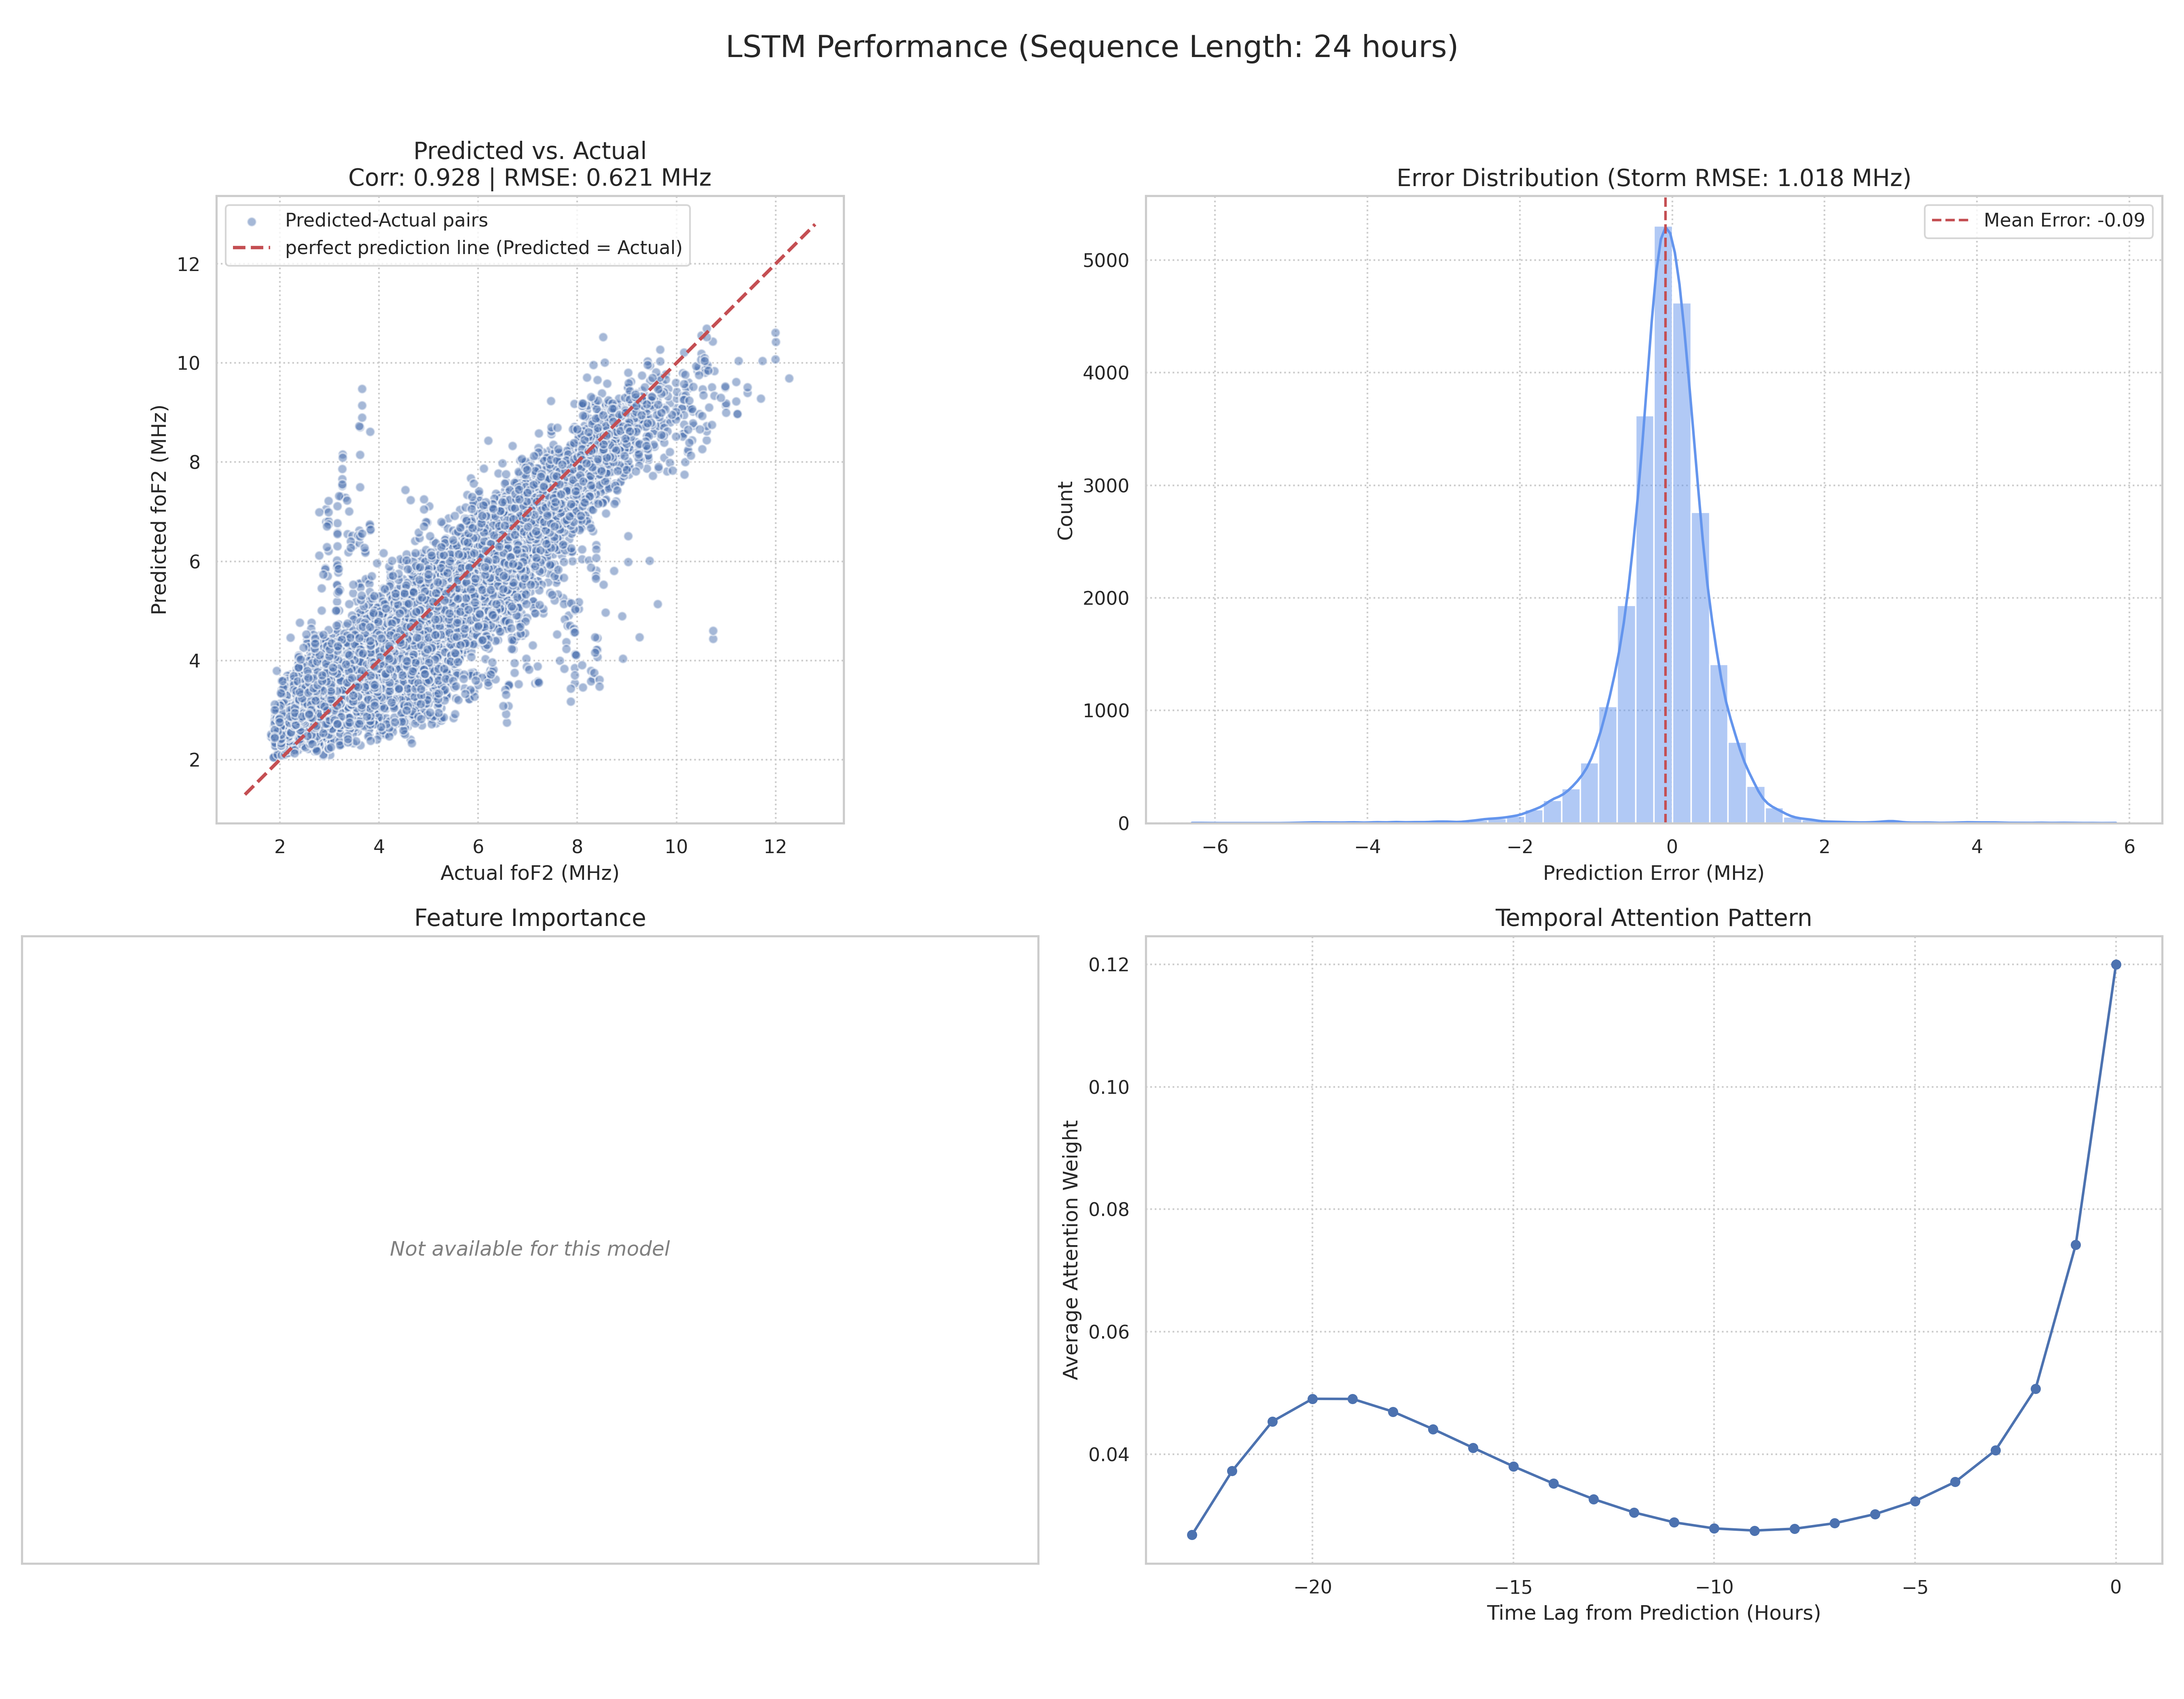 LSTM Performance (Sequence Length: 24 hours)
Predicted vs. Actual
Corr: 0.928 | RMSE: 0.621 MHz
Predicted-Actual pairs
perfect prediction line (Predicted = Actual)
Predicted foF2 (MHz)
12
10
8
6
4
2
2
4
6
8
10
12
Actual foF2 (MHz)
Error Distribution (Storm RMSE: 1.018 MHz)
Mean Error: -0.09
Count
5000
4000
3000
2000
1000
0
−6
−4
−2
0
2
4
6
Prediction Error (MHz)
Feature Importance
Not available for this model
Temporal Attention Pattern
Average Attention Weight
0.12
0.10
0.08
0.06
0.04
−20
−15
−10
−5
0
Time Lag from Prediction (Hours)